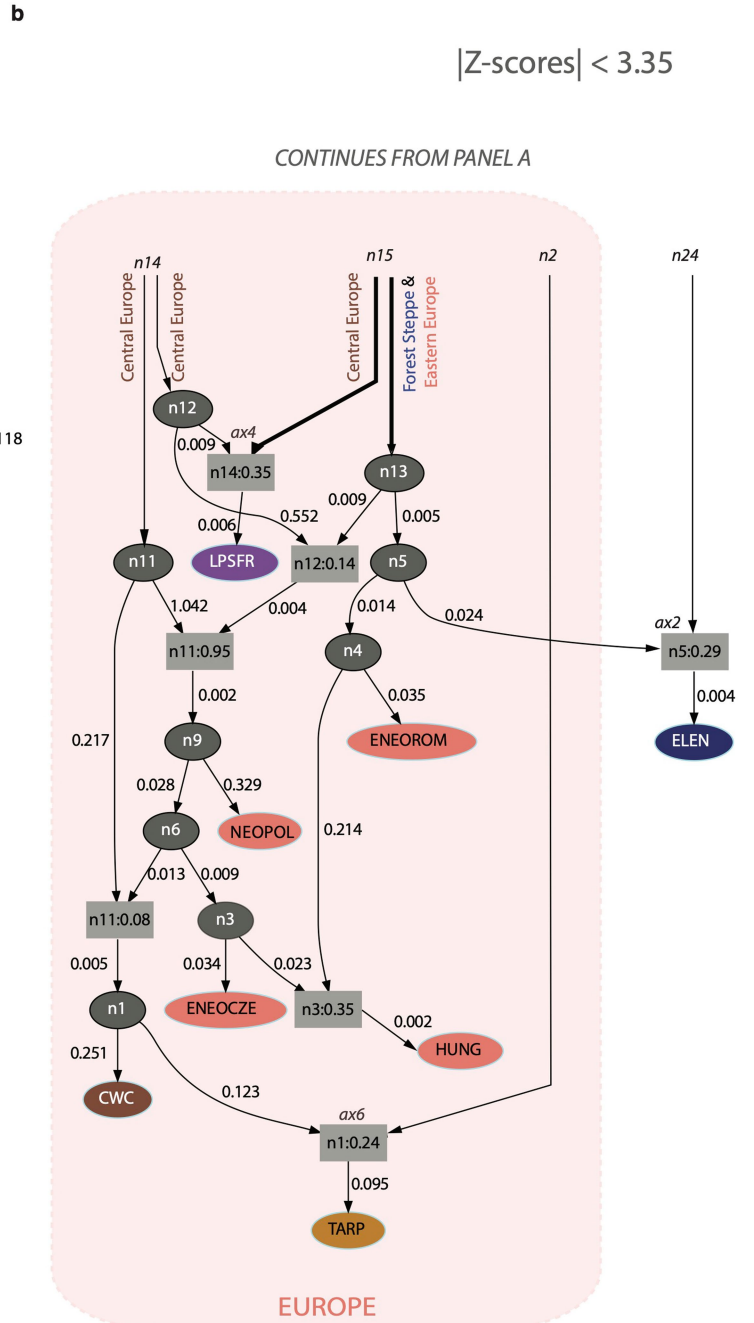 b
|Z-scores| < 3.35
CONTINUES FROM PANEL A
n14
n15
n2
n24
Central Europe
Central Europe
Central Europe
Forest Steppe &
Eastern Europe
n12
118
0.009
ax4
n14:0.35
n13
0.009
0.005
0.006
0.552
n11
LPSFR
n12:0.14
n5
1.042
0.004
0.014
0.024
ax2
n11:0.95
n4
n5:0.29
0.002
0.035
0.004
0.217
n9
ENEOROM
ELEN
0.028
0.329
n6
NEOPOL
0.214
0.013
0.009
n11:0.08
n3
0.005
0.034
0.023
n1
ENEOCZE
n3:0.35
0.002
0.251
HUNG
CWC
0.123
ax6
n1:0.24
0.095
TARP
EUROPE